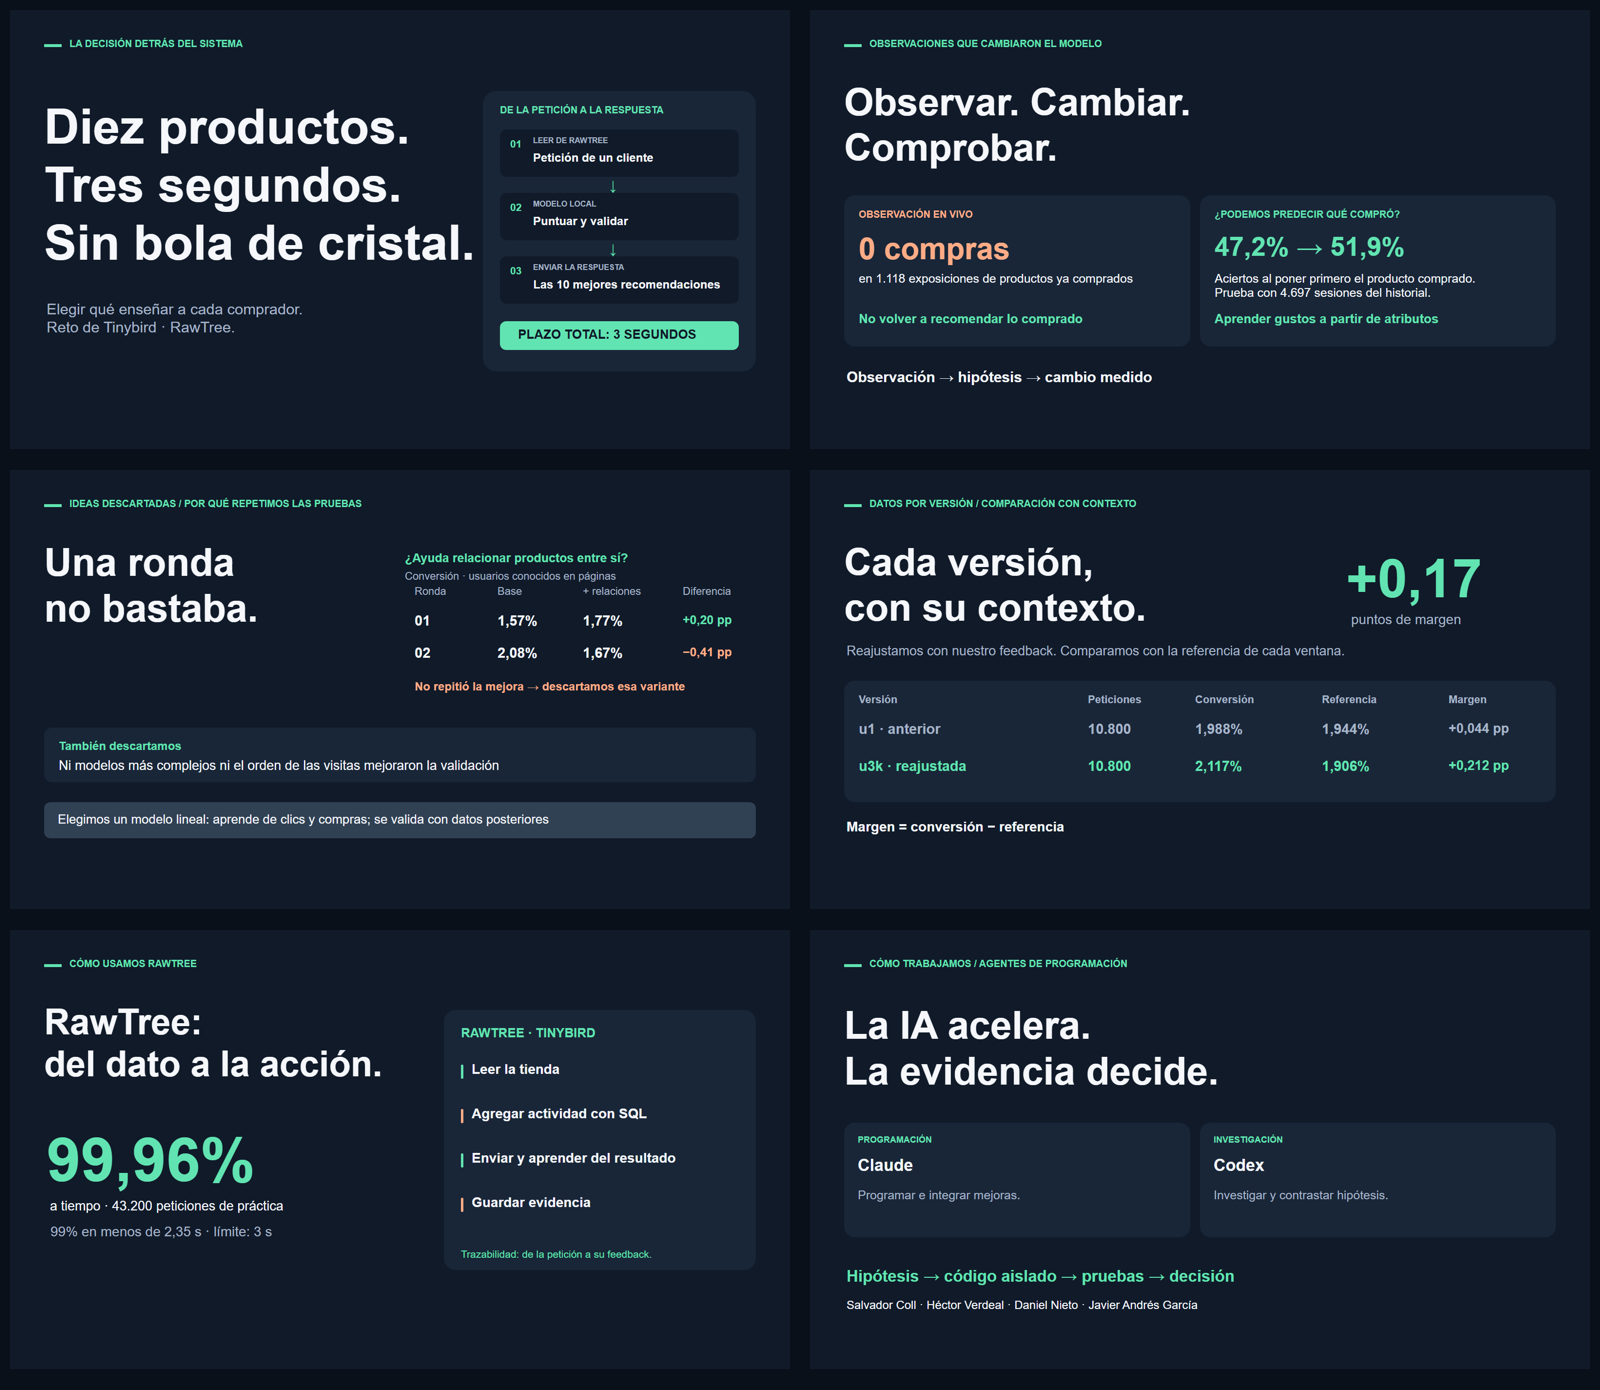 LA DECISIÓN DETRÁS DEL SISTEMA
Diez productos.
Tres segundos.
Sin bola de cristal.
Elegir qué enseñar a cada comprador.
Reto de Tinybird · RawTree.
DE LA PETICIÓN A LA RESPUESTA
01 LEER DE RAWTREE
Petición de un cliente
↓
02 MODELO LOCAL
Puntuar y validar
↓
03 ENVIAR LA RESPUESTA
Las 10 mejores recomendaciones
PLAZO TOTAL: 3 SEGUNDOS
OBSERVACIONES QUE CAMBIARON EL MODELO
Observar. Cambiar.
Comprobar.
OBSERVACIÓN EN VIVO
0 compras
en 1.118 exposiciones de productos ya comprados
No volver a recomendar lo comprado
¿PODEMOS PREDECIR QUÉ COMPRÓ?
47,2% → 51,9%
Aciertos al poner primero el producto comprado.
Prueba con 4.697 sesiones del historial.
Aprender gustos a partir de atributos
Observación → hipótesis → cambio medido
IDEAS DESCARTADAS / POR QUÉ REPETIMOS LAS PRUEBAS
Una ronda
no bastaba.
¿Ayuda relacionar productos entre sí?
Conversión · usuarios conocidos en páginas
Ronda Base + relaciones Diferencia
01 1,57% 1,77% +0,20 pp
02 2,08% 1,67% −0,41 pp
No repitió la mejora → descartamos esa variante
También descartamos
Ni modelos más complejos ni el orden de las visitas mejoraron la validación
Elegimos un modelo lineal: aprende de clics y compras; se valida con datos posteriores
DATOS POR VERSIÓN / COMPARACIÓN CON CONTEXTO
Cada versión,
con su contexto.
+0,17
puntos de margen
Reajustamos con nuestro feedback. Comparamos con la referencia de cada ventana.
Versión Peticiones Conversión Referencia Margen
u1 · anterior 10.800 1,988% 1,944% +0,044 pp
u3k · reajustada 10.800 2,117% 1,906% +0,212 pp
Margen = conversión − referencia
CÓMO USAMOS RAWTREE
RawTree:
del dato a la acción.
99,96%
a tiempo · 43.200 peticiones de práctica
99% en menos de 2,35 s · límite: 3 s
RAWTREE · TINYBIRD
Leer la tienda
Agregar actividad con SQL
Enviar y aprender del resultado
Guardar evidencia
Trazabilidad: de la petición a su feedback.
CÓMO TRABAJAMOS / AGENTES DE PROGRAMACIÓN
La IA acelera.
La evidencia decide.
PROGRAMACIÓN
Claude
Programar e integrar mejoras.
INVESTIGACIÓN
Codex
Investigar y contrastar hipótesis.
Hipótesis → código aislado → pruebas → decisión
Salvador Coll · Héctor Verdeal · Daniel Nieto · Javier Andrés García